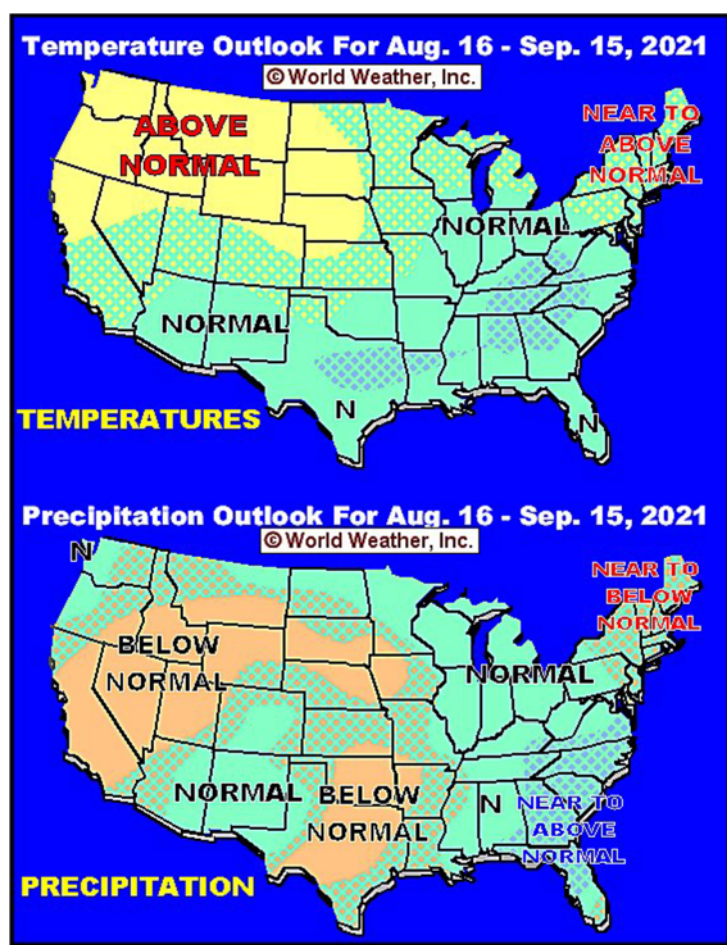 Temperature Outlook For Aug. 16 - Sep. 15, 2021
© World Weather, Inc.
ABOVE
NORMAL
NEAR TO
ABOVE
NORMAL
NORMAL
NORMAL
N
N
TEMPERATURES
Precipitation Outlook For Aug. 16 - Sep. 15, 2021
© World Weather, Inc.
N
NEAR TO
BELOW
NORMAL
BELOW
NORMAL
NORMAL
NORMAL
BELOW
NORMAL
N
NEAR TO
ABOVE
NORMAL
PRECIPITATION